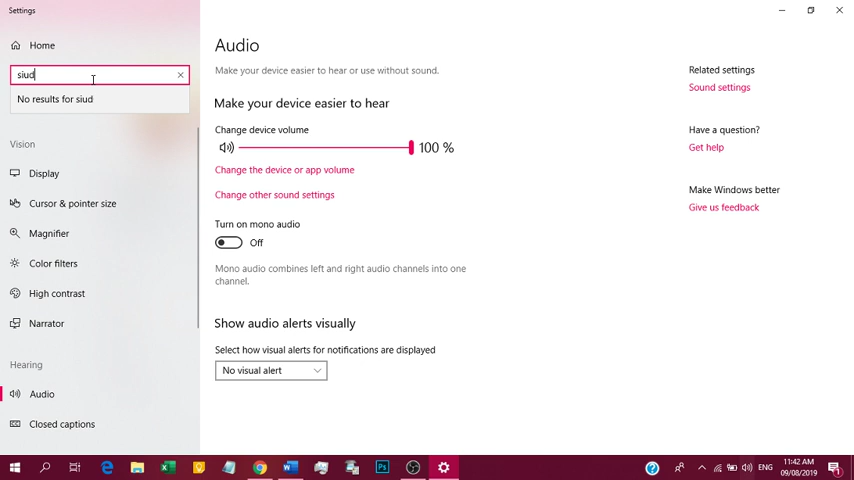 Settings
Home
siud
No results for siud
Vision
Display
Cursor & pointer size
Magnifier
Color filters
High contrast
Narrator
Hearing
Audio
Closed captions
Audio
Make your device easier to hear or use without sound.
Make your device easier to hear
Change device volume
100 %
Change the device or app volume
Change other sound settings
Turn on mono audio
Off
Mono audio combines left and right audio channels into one
channel.
Show audio alerts visually
Select how visual alerts for notifications are displayed
No visual alert
Related settings
Sound settings
Have a question?
Get help
Make Windows better
Give us feedback
Ps
ENG
11:42 AM
09/08/2019
1